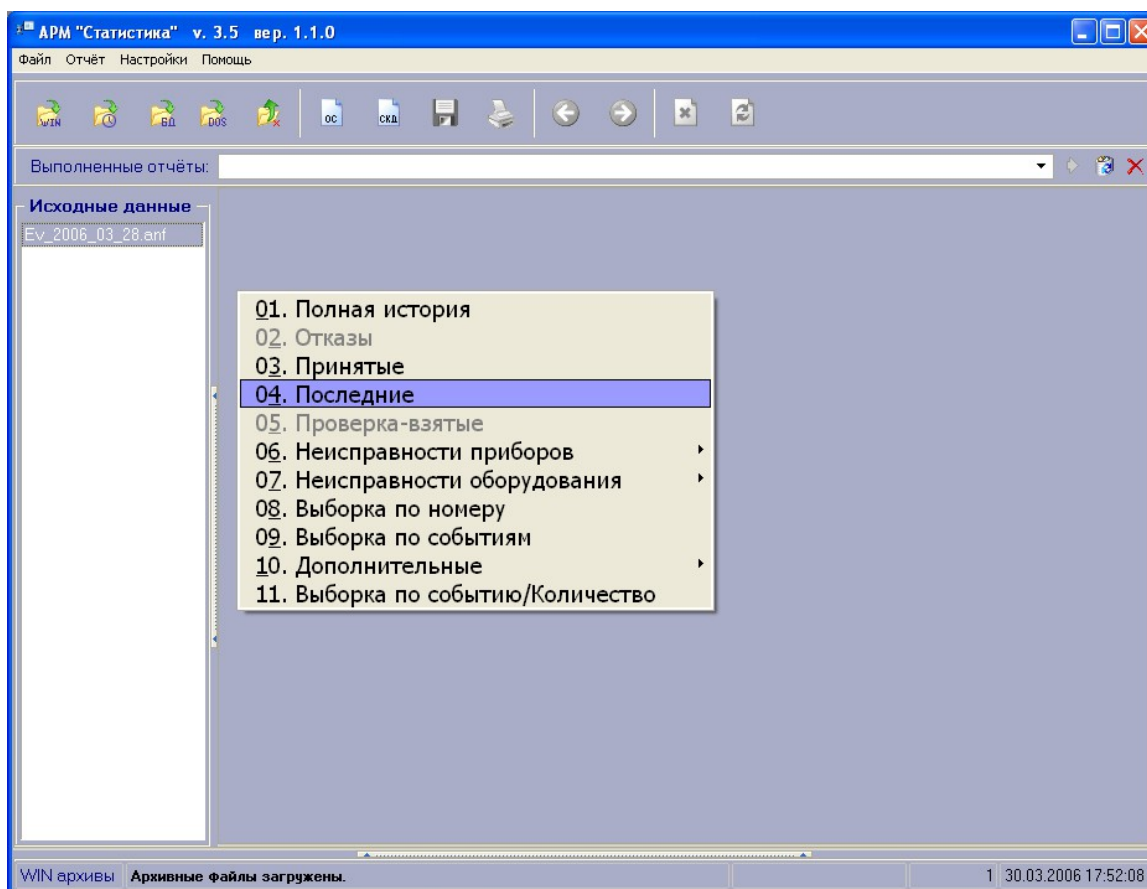 АРМ "Статистика" v. 3.5 вер. 1.1.0
Файл Отчёт Настройки Помощь
WIN БД DOS ОС СКД
Выполненные отчёты:
Исходные данные
Ev_2006_03_28.anf
01. Полная история
02. Отказы
03. Принятые
04. Последние
05. Проверка-взятые
06. Неисправности приборов
07. Неисправности оборудования
08. Выборка по номеру
09. Выборка по событиям
10. Дополнительные
11. Выборка по событию/Количество
WIN архивы Архивные файлы загружены. 1 30.03.2006 17:52:08